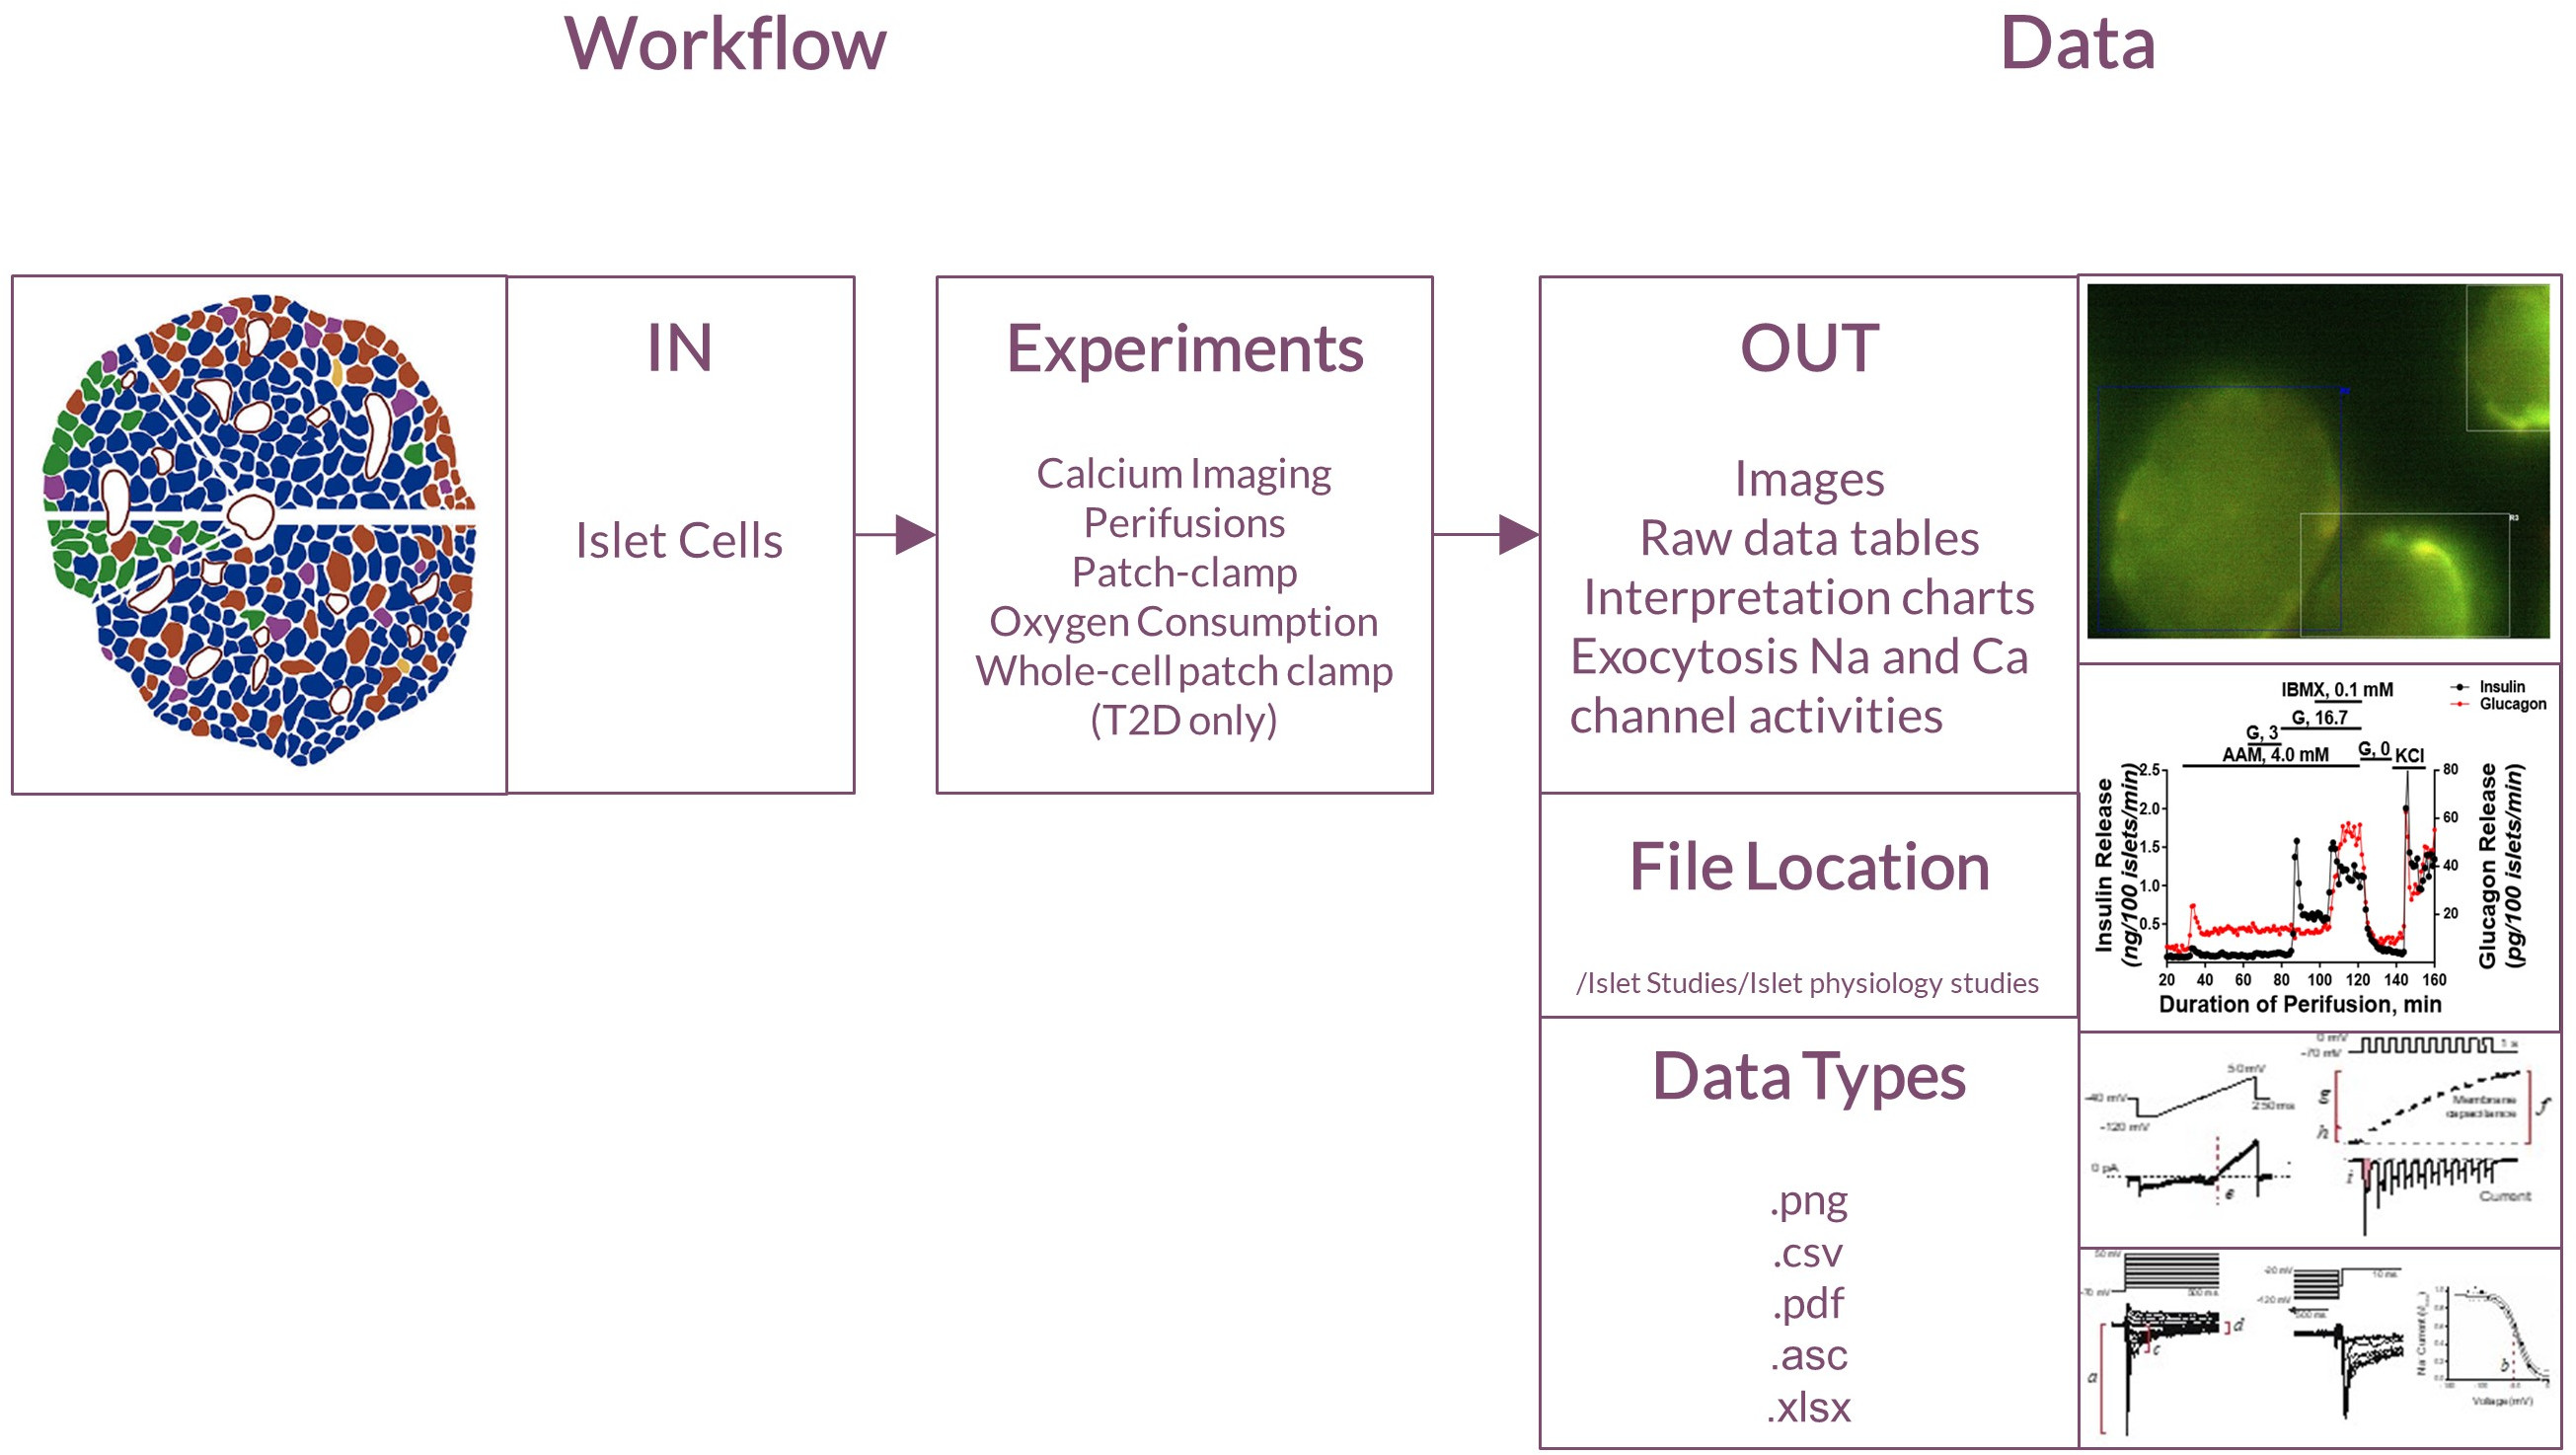 Workflow
Data
IN
Islet Cells
Experiments
Calcium Imaging
Perifusions
Patch-clamp
Oxygen Consumption
Whole-cell patch clamp
(T2D only)
OUT
Images
Raw data tables
Interpretation charts
Exocytosis Na and Ca
channel activities
File Location
/Islet Studies/Islet physiology studies
Data Types
.png
.csv
.pdf
.asc
.xlsx
R3
IBMX, 0.1 mM
Insulin
Glucagon
G, 16.7
G, 3
G, 0
KCl
AAM, 4.0 mM
Insulin Release
(ng/100 islets/min)
2.5
2.0
1.5
1.0
0.5
80
60
40
20
Glucagon Release
(pg/100 islets/min)
20 40 60 80 100 120 140 160
Duration of Perifusion, min
0 mV
-70 mV
1 s
50mV
-40 mV
250ms
-120 mV
0 pA
e
g
h
i
f
Membrane
capacitance
Current
50 mV
-70 mV
500 ms
a
c
d
-20 mV
-120 mV
500 ms
10 ms
Na Current
b
Voltage (mV)